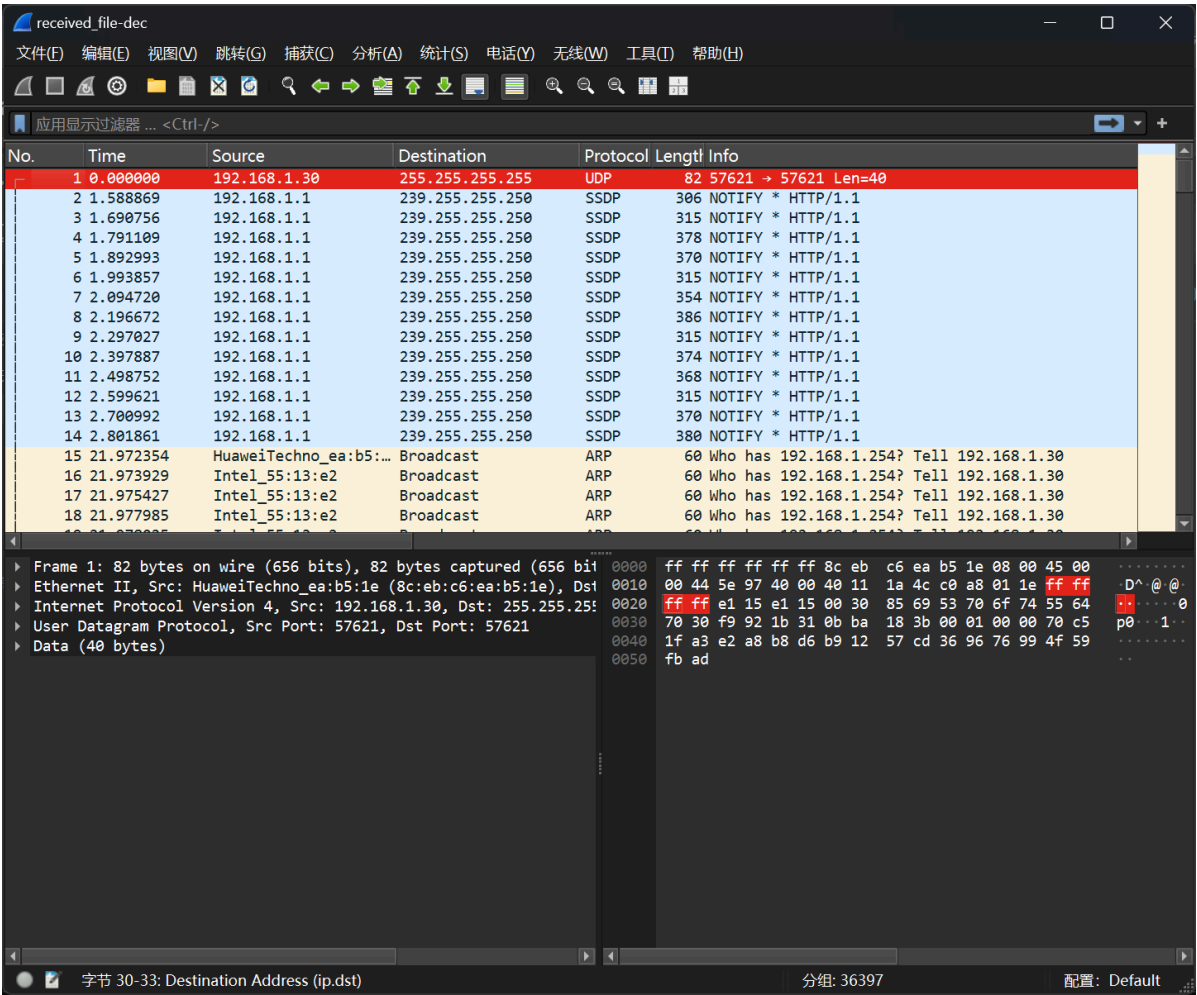 received_file-dec
文件(F) 编辑(E) 视图(V) 跳转(G) 捕获(C) 分析(A) 统计(S) 电话(Y) 无线(W) 工具(T) 帮助(H)
应用显示过滤器 … <Ctrl-/>
No. Time Source Destination Protocol Length Info
1 0.000000 192.168.1.30 255.255.255.255 UDP 82 57621 → 57621 Len=40
2 1.588869 192.168.1.1 239.255.255.250 SSDP 306 NOTIFY * HTTP/1.1
3 1.690756 192.168.1.1 239.255.255.250 SSDP 315 NOTIFY * HTTP/1.1
4 1.791109 192.168.1.1 239.255.255.250 SSDP 378 NOTIFY * HTTP/1.1
5 1.892993 192.168.1.1 239.255.255.250 SSDP 370 NOTIFY * HTTP/1.1
6 1.993857 192.168.1.1 239.255.255.250 SSDP 315 NOTIFY * HTTP/1.1
7 2.094720 192.168.1.1 239.255.255.250 SSDP 354 NOTIFY * HTTP/1.1
8 2.196672 192.168.1.1 239.255.255.250 SSDP 386 NOTIFY * HTTP/1.1
9 2.297027 192.168.1.1 239.255.255.250 SSDP 315 NOTIFY * HTTP/1.1
10 2.397887 192.168.1.1 239.255.255.250 SSDP 374 NOTIFY * HTTP/1.1
11 2.498752 192.168.1.1 239.255.255.250 SSDP 368 NOTIFY * HTTP/1.1
12 2.599621 192.168.1.1 239.255.255.250 SSDP 315 NOTIFY * HTTP/1.1
13 2.700992 192.168.1.1 239.255.255.250 SSDP 370 NOTIFY * HTTP/1.1
14 2.801861 192.168.1.1 239.255.255.250 SSDP 380 NOTIFY * HTTP/1.1
15 21.972354 HuaweiTechno_ea:b5:… Broadcast ARP 60 Who has 192.168.1.254? Tell 192.168.1.30
16 21.973929 Intel_55:13:e2 Broadcast ARP 60 Who has 192.168.1.254? Tell 192.168.1.30
17 21.975427 Intel_55:13:e2 Broadcast ARP 60 Who has 192.168.1.254? Tell 192.168.1.30
18 21.977985 Intel_55:13:e2 Broadcast ARP 60 Who has 192.168.1.254? Tell 192.168.1.30
Frame 1: 82 bytes on wire (656 bits), 82 bytes captured (656 bit
Ethernet II, Src: HuaweiTechno_ea:b5:1e (8c:eb:c6:ea:b5:1e), Dst
Internet Protocol Version 4, Src: 192.168.1.30, Dst: 255.255.255
User Datagram Protocol, Src Port: 57621, Dst Port: 57621
Data (40 bytes)
0000 ff ff ff ff ff ff 8c eb c6 ea b5 1e 08 00 45 00 ········
0010 00 44 5e 97 40 00 40 11 1a 4c c0 a8 01 1e ff ff ·D^·@·@·
0020 ff ff e1 15 e1 15 00 30 85 69 53 70 6f 74 55 64 ·······0
0030 70 30 f9 92 1b 31 0b ba 18 3b 00 01 00 00 70 c5 p0···1··
0040 1f a3 e2 a8 b8 d6 b9 12 57 cd 36 96 76 99 4f 59 ········
0050 fb ad ··
字节 30-33: Destination Address (ip.dst)
分组: 36397
配置: Default